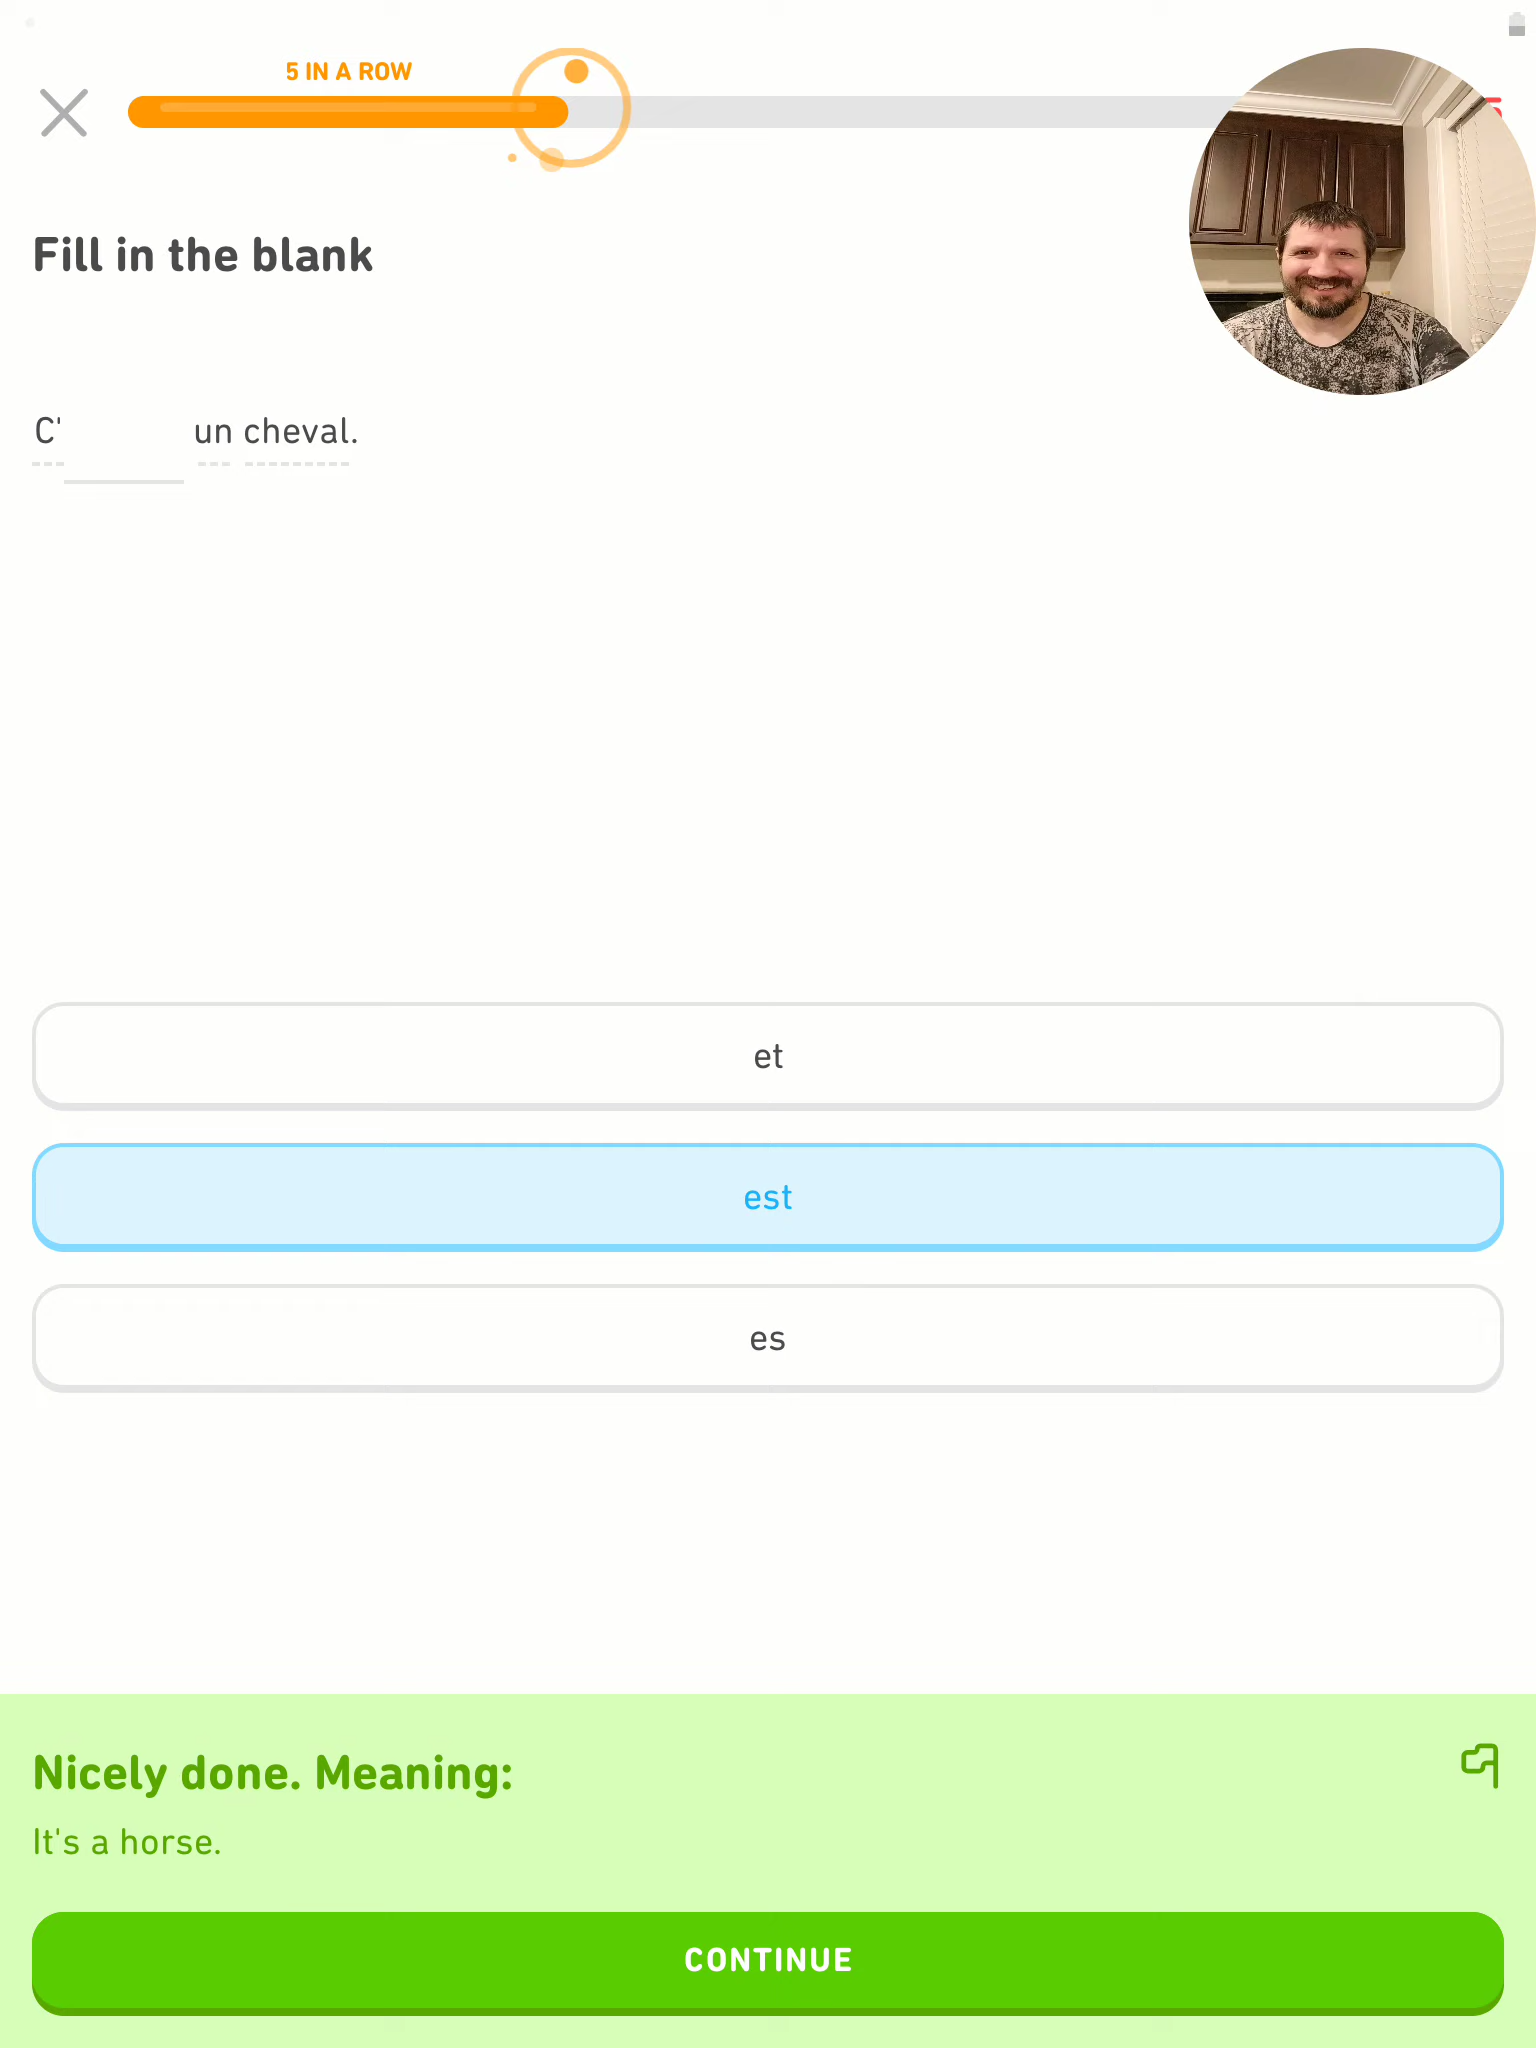 5 IN A ROW
Fill in the blank
C' un cheval.
et
est
es
Nicely done. Meaning:
It's a horse.
CONTINUE